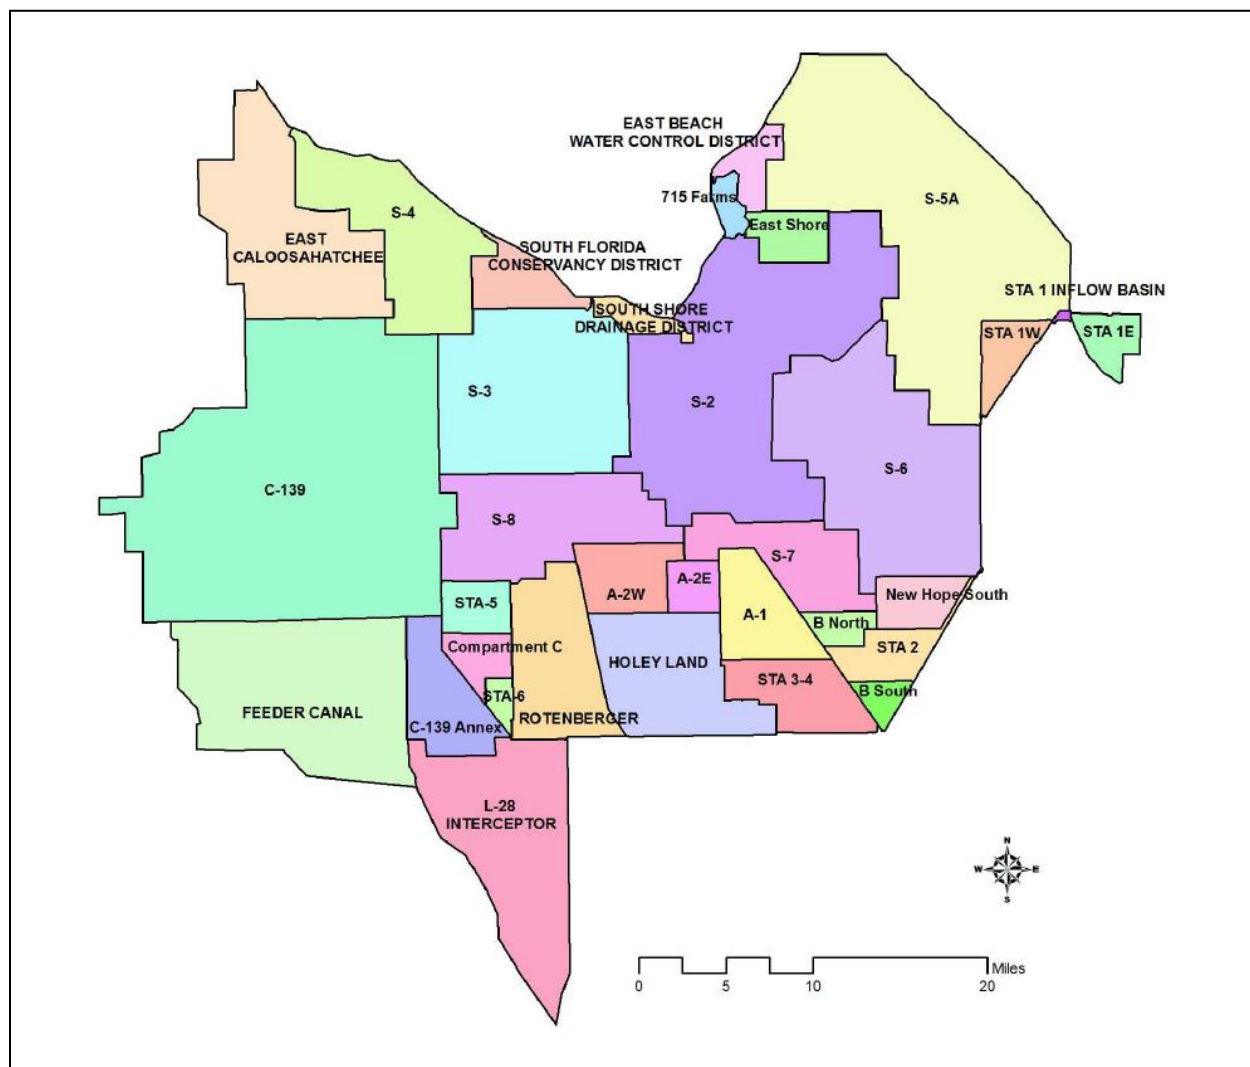 EAST BEACH
WATER CONTROL DISTRICT
715 Farms
S-5A
S-4
East Shore
EAST
CALOOSAHATCHEE
SOUTH FLORIDA
CONSERVANCY DISTRICT
STA 1 INFLOW BASIN
SOUTH SHORE
DRAINAGE DISTRICT
STA 1W
STA 1E
S-3
S-2
S-6
C-139
S-8
S-7
A-2E
A-2W
New Hope South
STA-5
A-1
B North
Compartment C
STA 2
HOLEY LAND
STA 3-4
STA-6
B South
FEEDER CANAL
C-139 Annex
ROTENBERGER
L-28
INTERCEPTOR
N
W
E
S
Miles
0
5
10
20